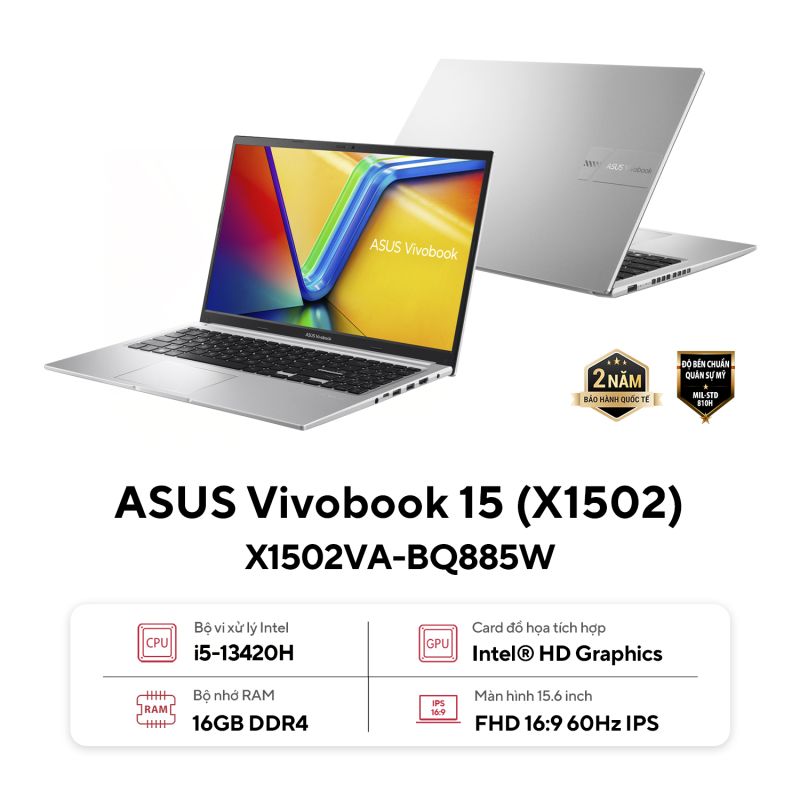 ASUS Vivobook
ASUS Vivobook
ASUS Vivobook
2 NĂM
BẢO HÀNH QUỐC TẾ
ĐỘ BỀN CHUẨN
QUÂN SỰ MỸ
MIL-STD
810H
ASUS Vivobook 15 (X1502)
X1502VA-BQ885W
CPU
Bộ vi xử lý Intel
i5-13420H
GPU
Card đồ họa tích hợp
Intel® HD Graphics
RAM
Bộ nhớ RAM
16GB DDR4
IPS
16:9
Màn hình 15.6 inch
FHD 16:9 60Hz IPS